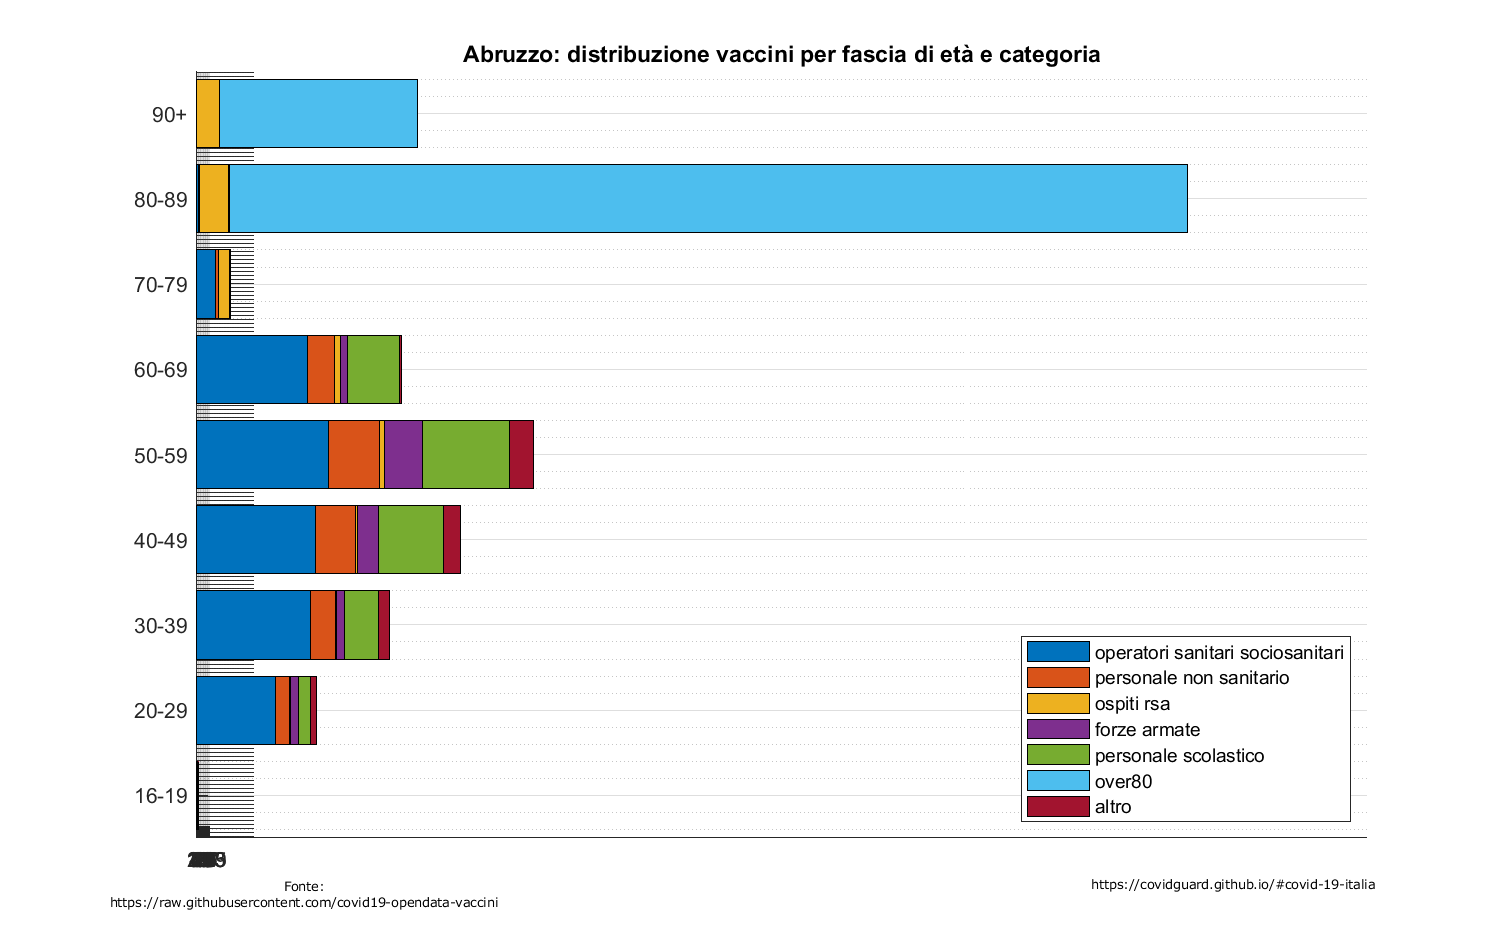 Abruzzo: distribuzione vaccini per fascia di età e categoria
90+
80-89
70-79
60-69
50-59
40-49
30-39
20-29
16-19
operatori sanitari sociosanitari
personale non sanitario
ospiti rsa
forze armate
personale scolastico
over80
altro
Fonte:
https://raw.githubusercontent.com/covid19-opendata-vaccini
https://covidguard.github.io/#covid-19-italia